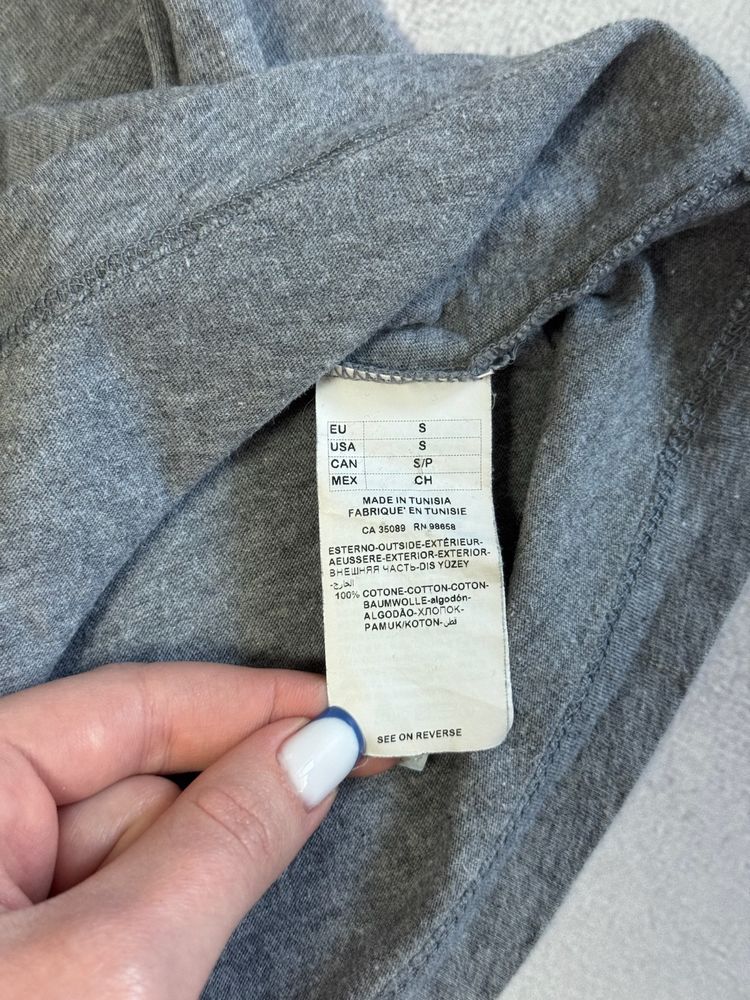 EU S
USA S
CAN S/P
MEX CH
MADE IN TUNISIA
FABRIQUE' EN TUNISIE
CA 35089 RN 98658
ESTERNO-OUTSIDE-EXTÉRIEUR-
AEUSSERE-EXTERIOR-EXTERIOR-
ВНЕШНЯЯ ЧАСТЬ-DIS YÜZEY
-الخارج
100% COTONE-COTTON-COTON-
BAUMWOLLE-algodón-
ALGODÃO-ХЛОПОК-
PAMUK/KOTON-قطن
SEE ON REVERSE